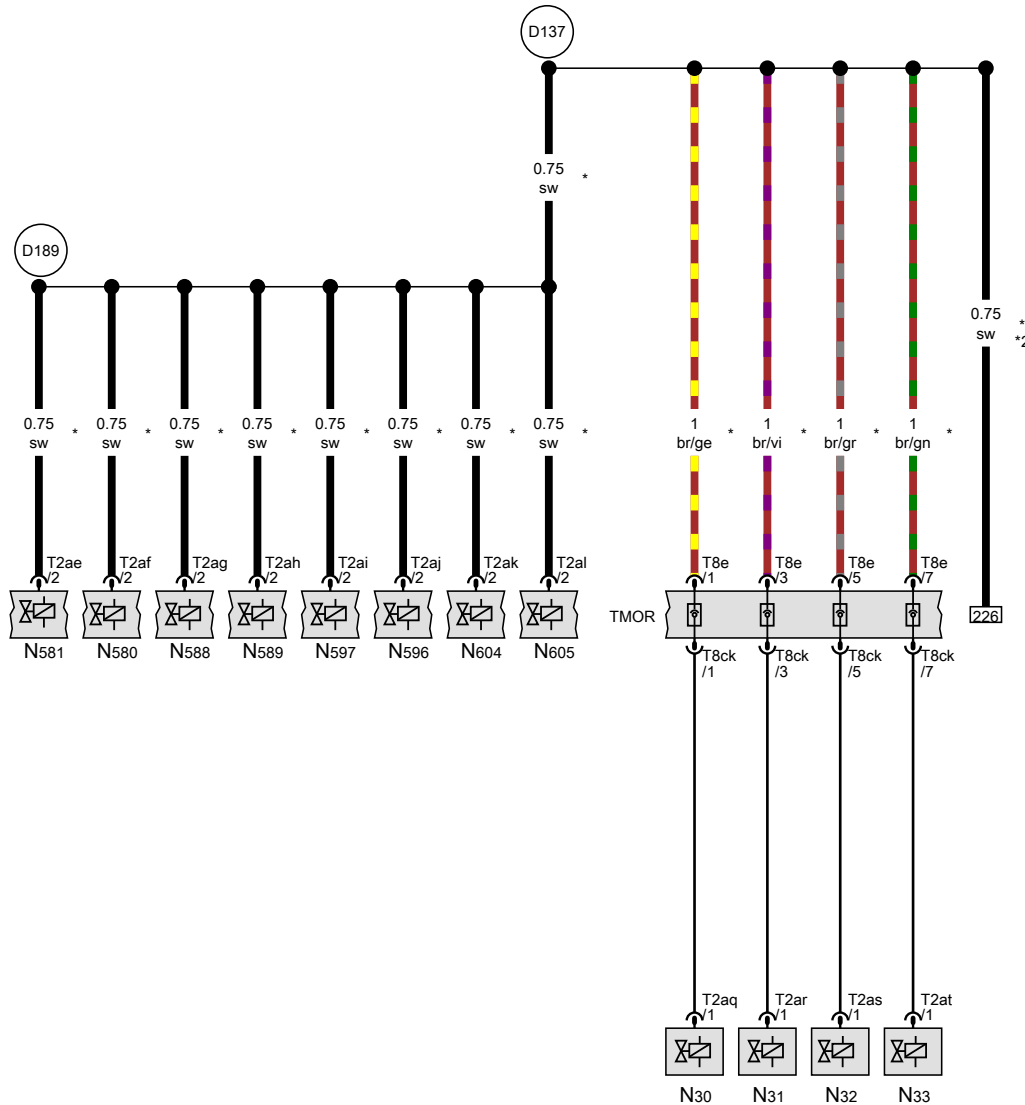 D137
D189
0.75
sw
*
0.75
sw
*
*2
0.75
sw
*
0.75
sw
*
0.75
sw
*
0.75
sw
*
0.75
sw
*
0.75
sw
*
0.75
sw
*
0.75
sw
*
1
br/ge
*
1
br/vi
*
1
br/gr
*
1
br/gn
*
T2ae
/2
T2af
/2
T2ag
/2
T2ah
/2
T2ai
/2
T2aj
/2
T2ak
/2
T2al
/2
T8e
/1
T8e
/3
T8e
/5
T8e
/7
TMOR
226
N581
N580
N588
N589
N597
N596
N604
N605
T8ck
/1
T8ck
/3
T8ck
/5
T8ck
/7
T2aq
/1
T2ar
/1
T2as
/1
T2at
/1
N30
N31
N32
N33